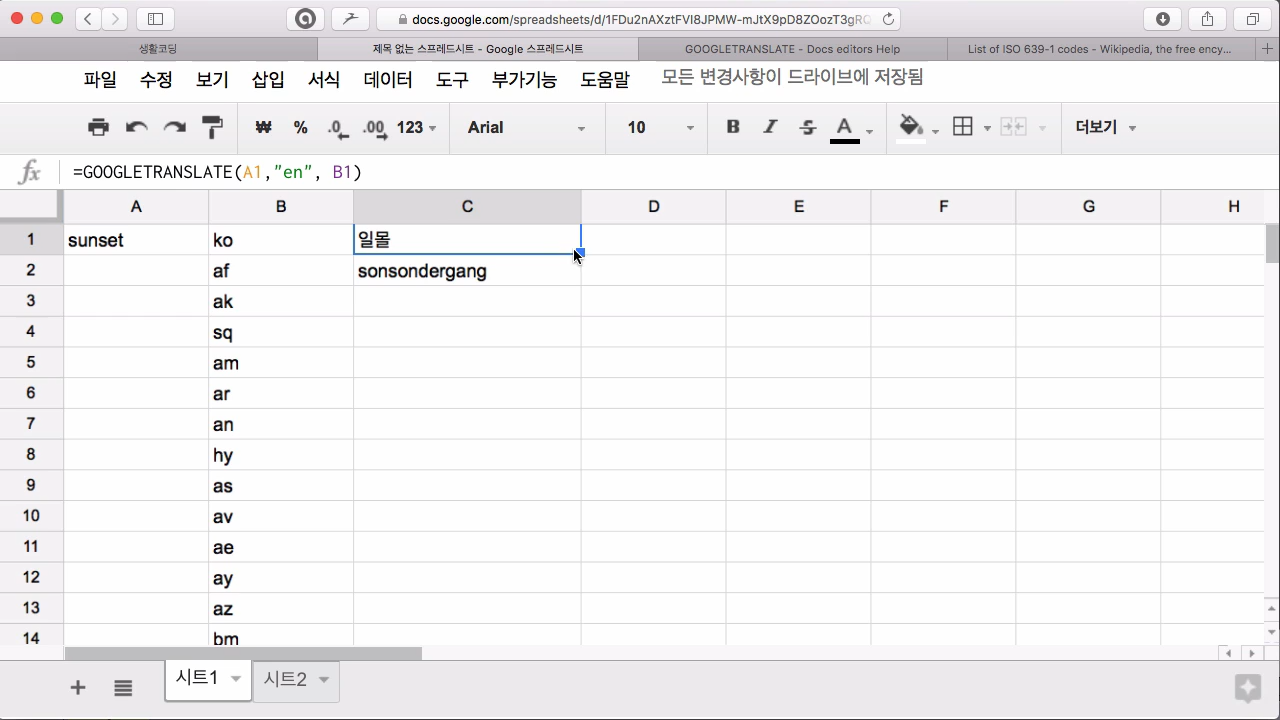 docs.google.com/spreadsheets/d/1FDu2nAXztFVI8JPMW-mJtX9pD8ZOozT3gRC
생활코딩
제목 없는 스프레드시트 - Google 스프레드시트
GOOGLETRANSLATE - Docs editors Help
List of ISO 639-1 codes - Wikipedia, the free ency...
파일 수정 보기 삽입 서식 데이터 도구 부가기능 도움말 모든 변경사항이 드라이브에 저장됨
₩ % .0 .00 123 Arial 10 B I S A 더보기
fx =GOOGLETRANSLATE(A1,"en", B1)
A B C D E F G H
1 sunset ko 일몰
2 af sonsondergang
3 ak
4 sq
5 am
6 ar
7 an
8 hy
9 as
10 av
11 ae
12 ay
13 az
14 bm
시트1 시트2